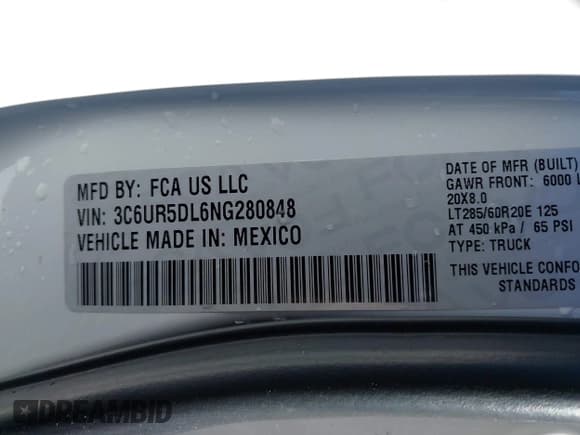 MFD BY: FCA US LLC
VIN: 3C6UR5DL6NG280848
VEHICLE MADE IN: MEXICO
DATE OF MFR (BUILT)
GAWR FRONT: 6000
20X8.0
LT285/60R20E 125
AT 450 kPa / 65 PSI
TYPE: TRUCK
THIS VEHICLE CONFO
STANDARDS
DREAMBID